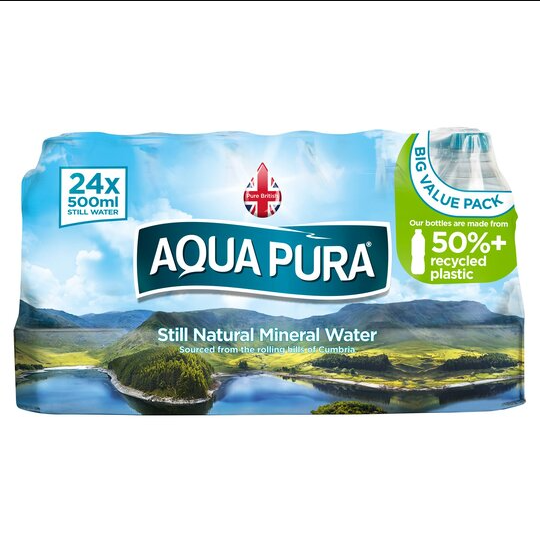 24x
500ml
STILL WATER
Pure British
AQUA PURA®
Still Natural Mineral Water
Sourced from the rolling hills of Cumbria
BIG VALUE PACK
Our bottles are made from
50%+
recycled
plastic